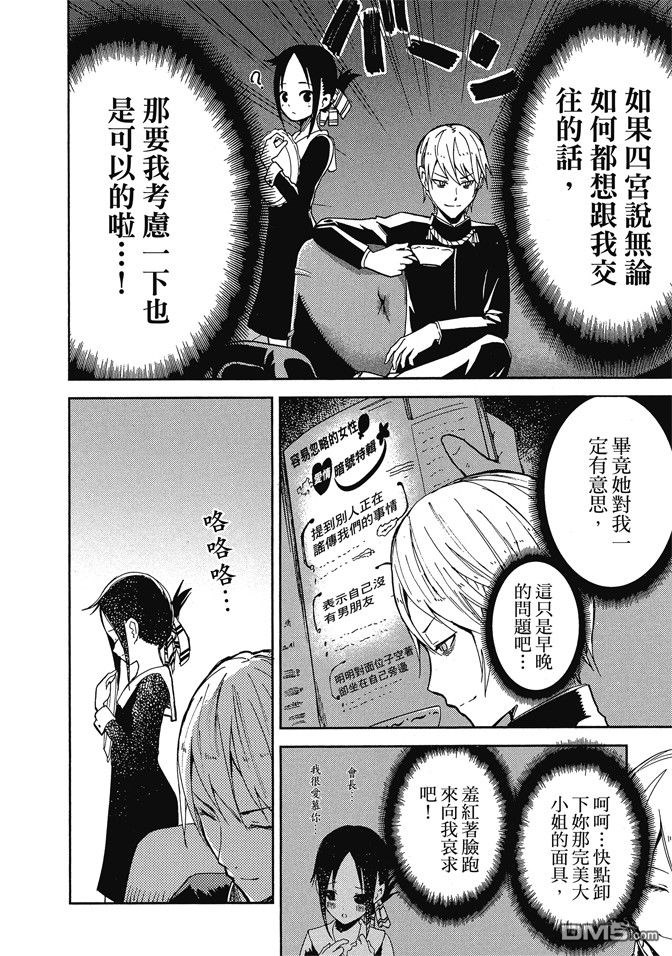 如果四宮說無論
如何都想跟我交
往的話，
那要我考慮一下也
是可以的啦…！
?
畢竟她對我一
定有意思，
這只是早晚
的問題吧…
容易忽略的女性
愛情暗號特輯
提到別人正在
謠傳我們的事情
表示自己沒
有男朋友
明明對面位子空著
卻坐在自己旁邊
咯咯咯…
呵呵…快點卸
下妳那完美大
小姐的面具，
羞紅著臉跑
來向我哀求
吧！
會長…
我很愛慕你…
DM5.com